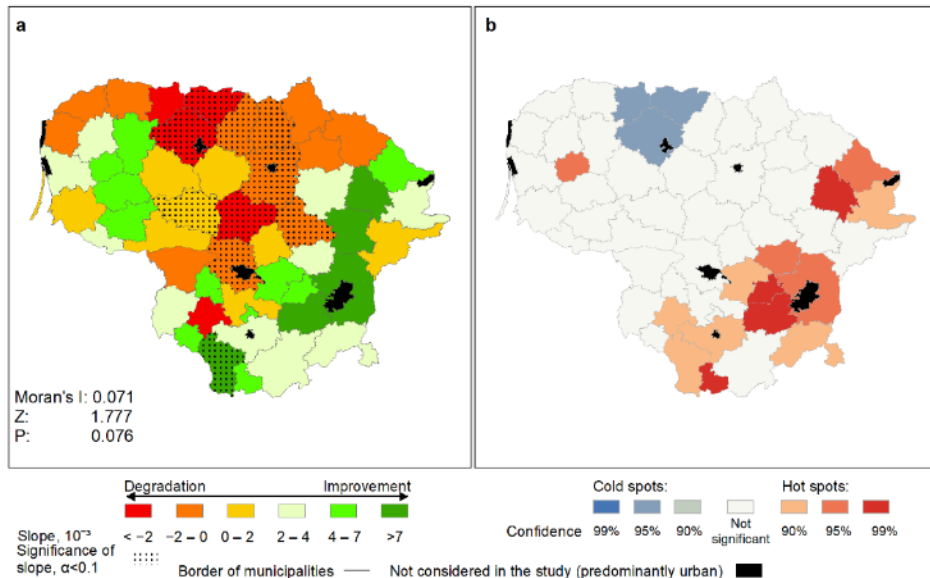 a
b
Moran's I: 0.071
Z: 1.777
P: 0.076
Degradation Improvement
Slope, 10⁻³ < −2 −2 − 0 0 − 2 2 − 4 4 − 7 >7
Significance of slope, α<0.1
Border of municipalities
Not considered in the study (predominantly urban)
Cold spots: Hot spots:
Confidence 99% 95% 90% Not significant 90% 95% 99%